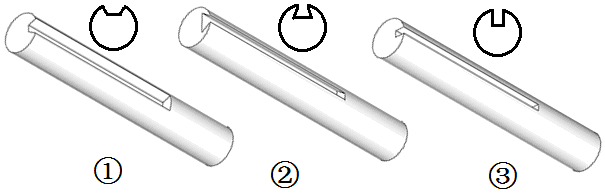 ① ② ③